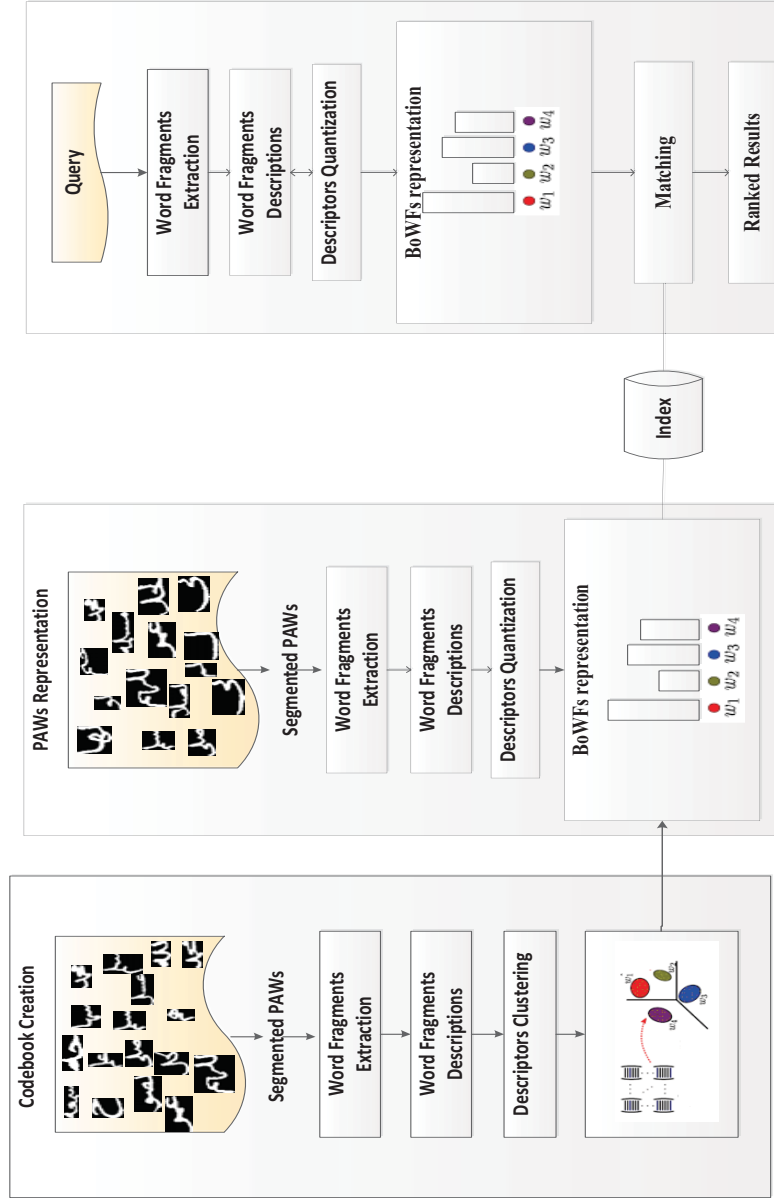 Codebook Creation
Segmented PAWs
Word Fragments
Extraction
Word Fragments
Descriptions
Descriptors Clustering
w1
w2
w3
w4
PAWs Representation
Segmented PAWs
Word Fragments
Extraction
Word Fragments
Descriptions
Descriptors Quantization
BoWFs representation
w1 w2 w3 w4
Index
Query
Word Fragments
Extraction
Word Fragments
Descriptions
Descriptors Quantization
BoWFs representation
w1 w2 w3 w4
Matching
Ranked Results